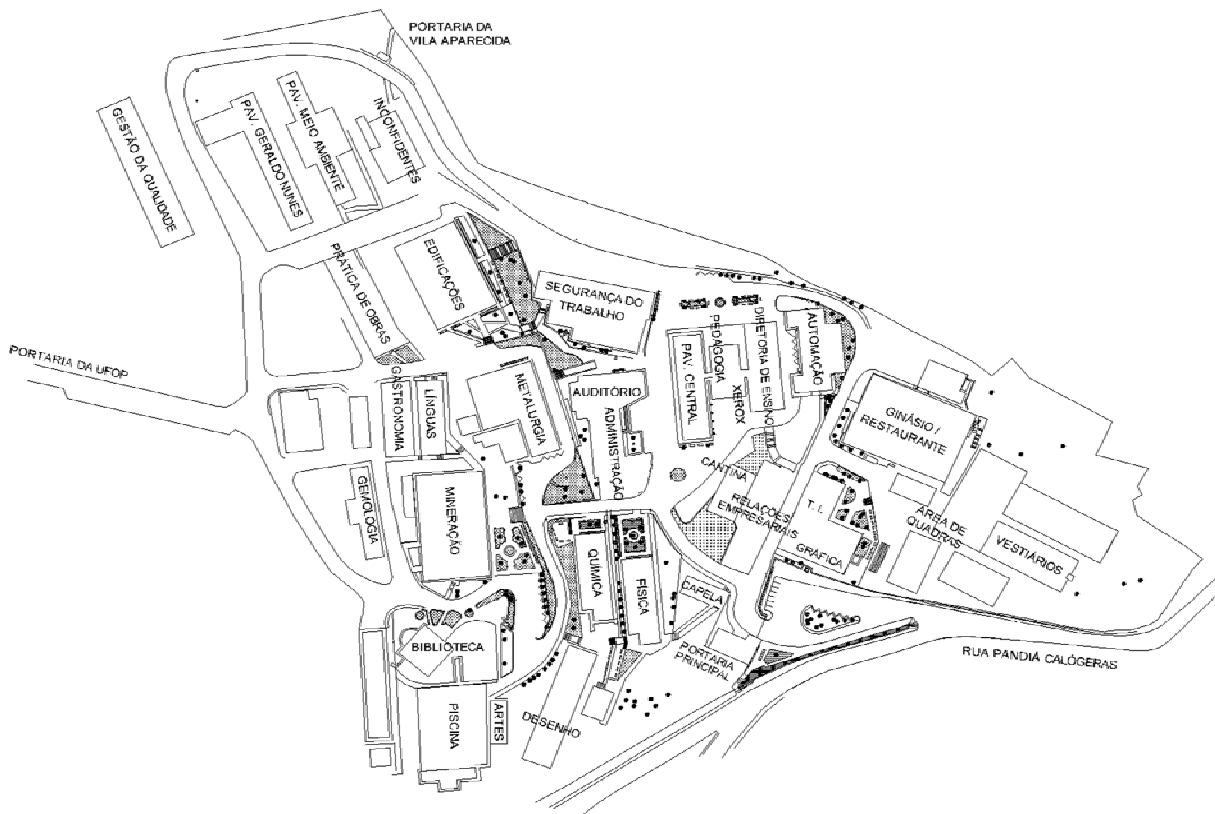 PORTARIA DA
VILA APARECIDA
GESTÃO DA QUALIDADE
PAV. GERALDO NUNES
PAV. MEIO AMBIENTE
INCONFIDENTES
PRÁTICA DE OBRAS
EDIFICAÇÕES
SEGURANÇA DO
TRABALHO
PORTARIA DA UFOP
GASTRONOMIA
LÍNGUAS
METALURGIA
AUDITÓRIO
ADMINISTRAÇÃO
PAV. CENTRAL
PEDAGOGIA
XEROX
DIRETORIA DE ENSINO
AUTOMAÇÃO
GINÁSIO /
RESTAURANTE
CANTINA
RELAÇÕES
EMPRESARIAIS
T. I.
GRÁFICA
ÁREA DE
QUADRAS
VESTIÁRIOS
GEMOLOGIA
MINERAÇÃO
QUÍMICA
FÍSICA
CAPELA
BIBLIOTECA
PORTARIA
PRINCIPAL
RUA PANDIÁ CALÓGERAS
PISCINA
ARTES
DESENHO